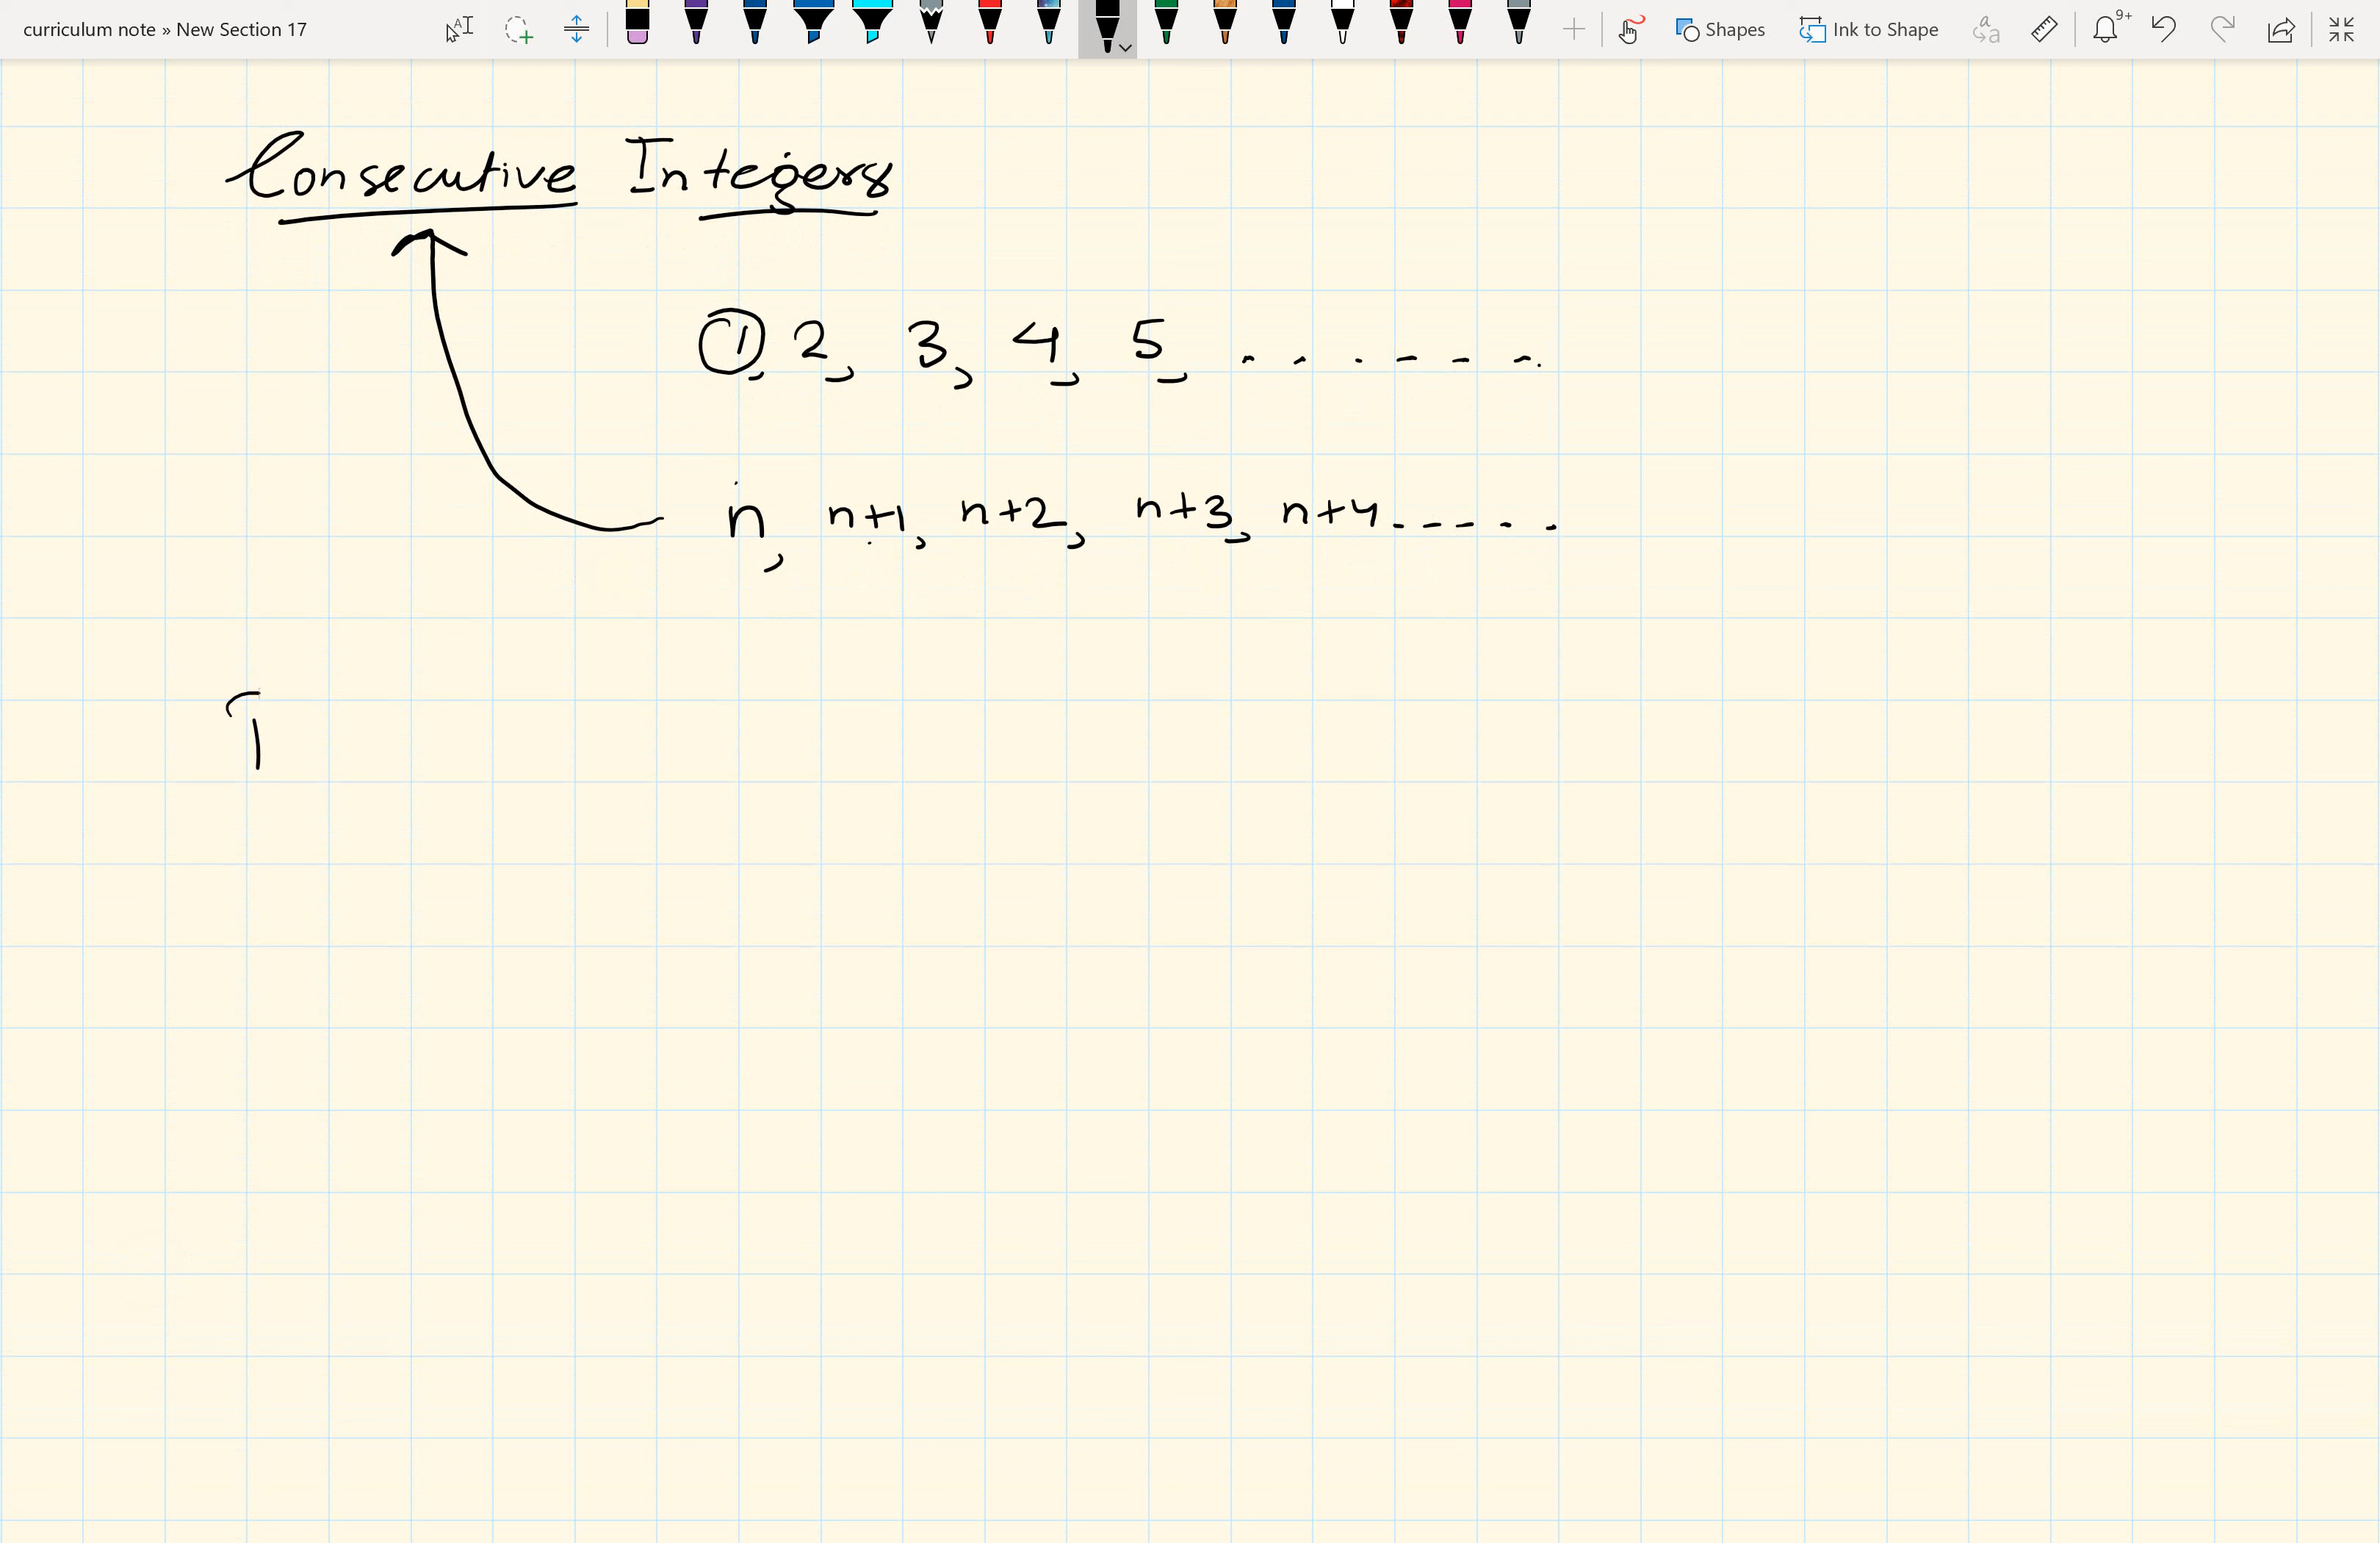 curriculum note » New Section 17
9+
Shapes
Ink to Shape
Consecutive Integers
1, 2, 3, 4, 5, . . . - - -.
n, n+1, n+2, n+3, n+4 - - - - - .